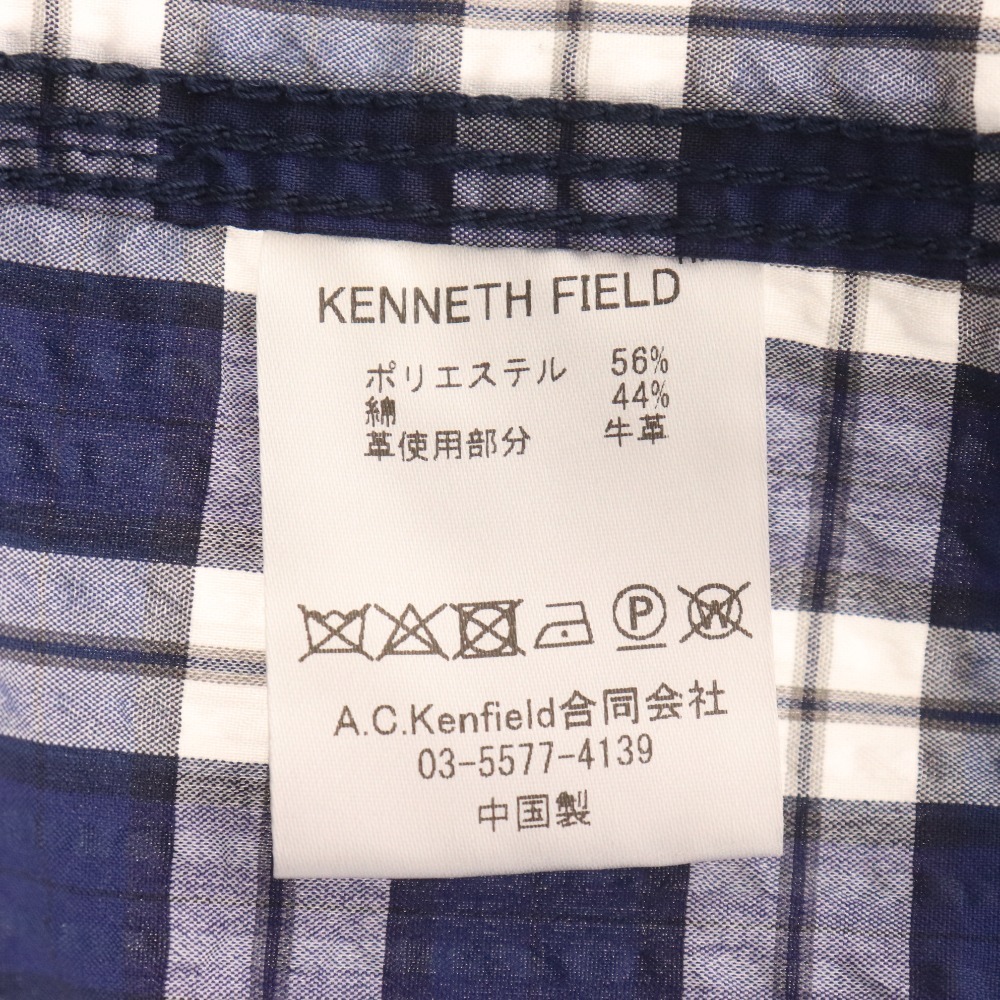 KENNETH FIELD
ポリエステル 56%
綿 44%
革使用部分 牛革
P W
A.C.Kenfield合同会社
03-5577-4139
中国製